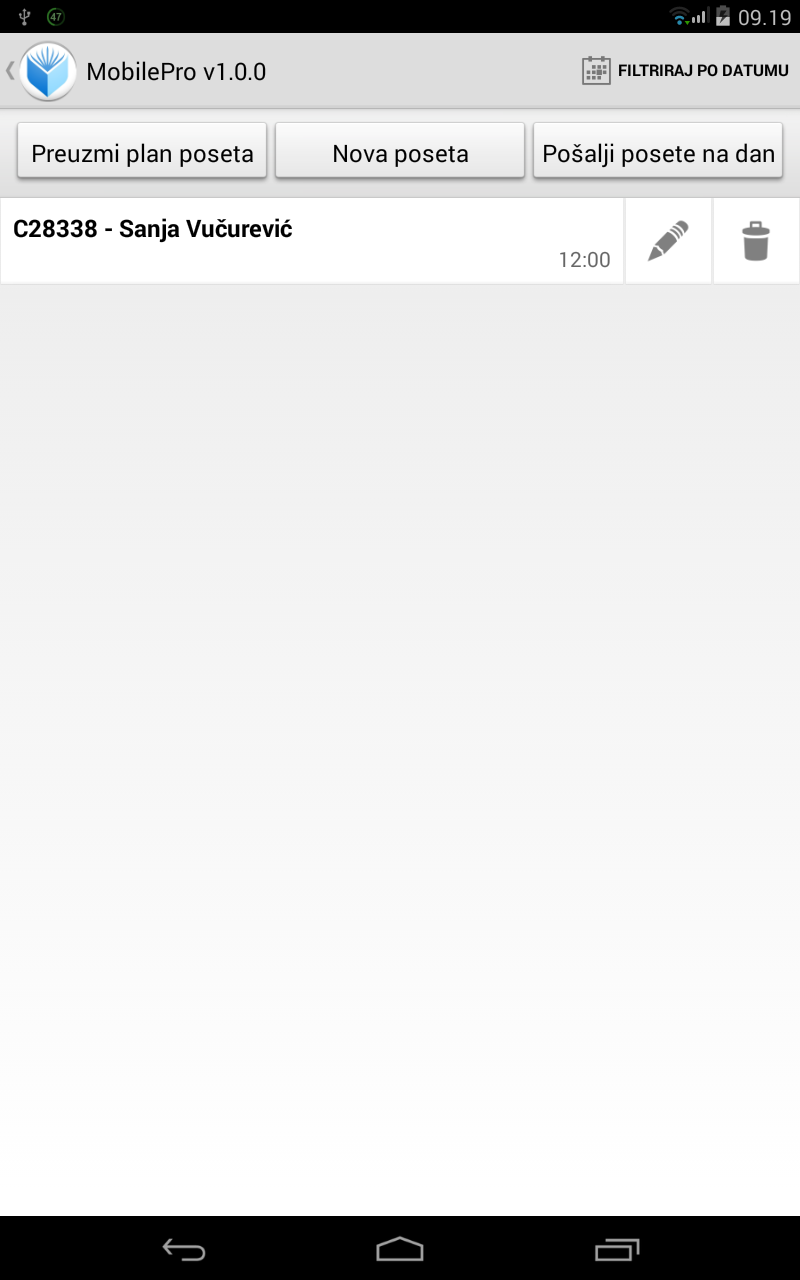 47
09.19
MobilePro v1.0.0
FILTRIRAJ PO DATUMU
Preuzmi plan poseta
Nova poseta
Pošalji posete na dan
C28338 - Sanja Vučurević
12:00